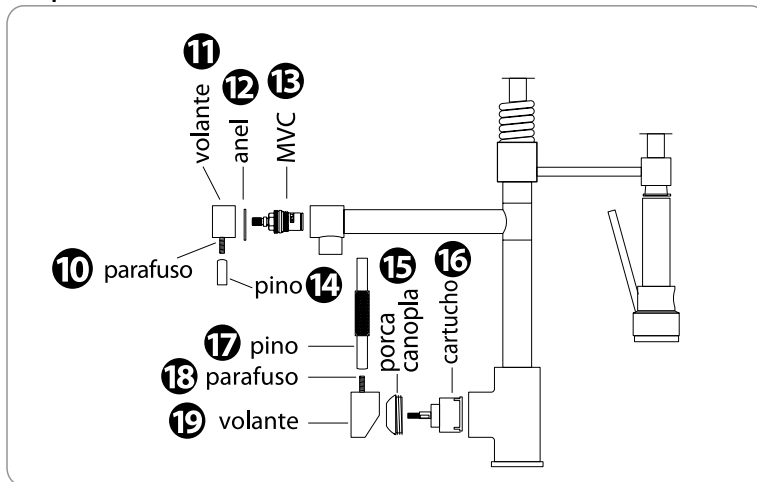 11
volante
12
anel
13
MVC
10 parafuso
pino 14
15
porca
canopla
16
cartucho
17 pino
18 parafuso
19 volante